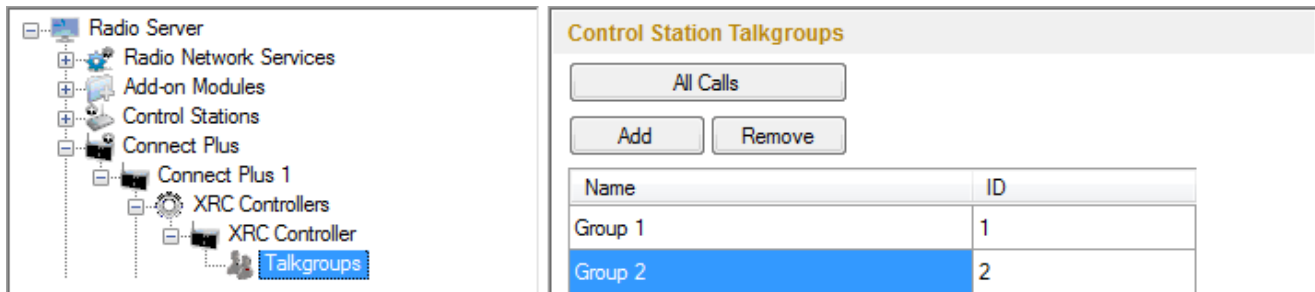 Radio Server
Radio Network Services
Add-on Modules
Control Stations
Connect Plus
Connect Plus 1
XRC Controllers
XRC Controller
Talkgroups
Control Station Talkgroups
All Calls
Add Remove
Name ID
Group 1 1
Group 2 2